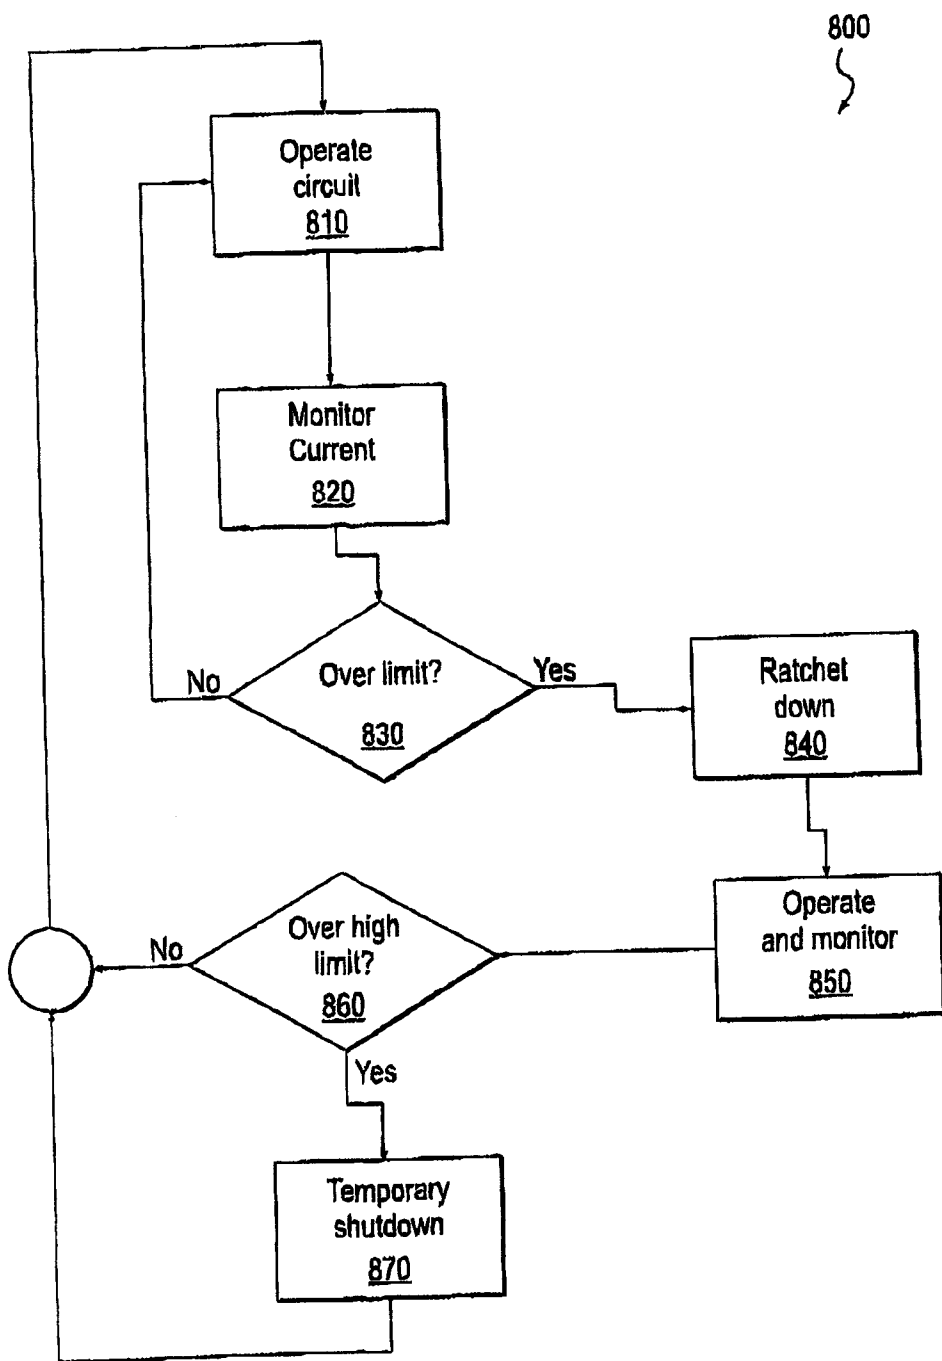 800
Operate
circuit
810
Monitor
Current
820
Over limit?
830
No
Yes
Ratchet
down
840
Operate
and monitor
850
Over high
limit?
860
No
Yes
Temporary
shutdown
870